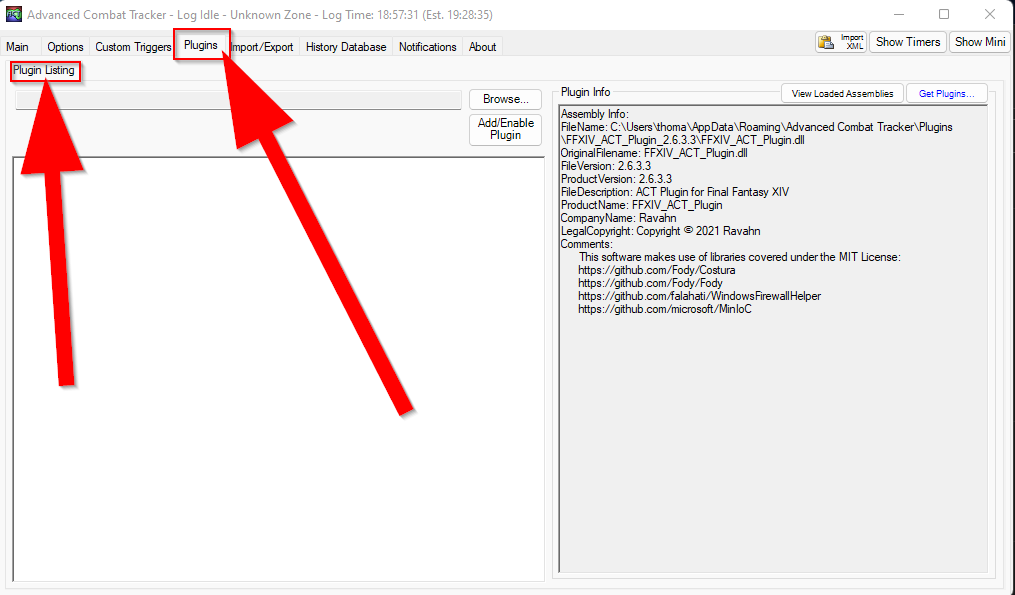 Advanced Combat Tracker - Log Idle - Unknown Zone - Log Time: 18:57:31 (Est. 19:28:35)
Main Options Custom Triggers Plugins Import/Export History Database Notifications About
Import XML
Show Timers
Show Mini
Plugin Listing
Browse...
Add/Enable
Plugin
Plugin Info
View Loaded Assemblies
Get Plugins...
Assembly Info:
FileName: C:\Users\thoma\AppData\Roaming\Advanced Combat Tracker\Plugins
\FFXIV_ACT_Plugin_2.6.3.3\FFXIV_ACT_Plugin.dll
OriginalFilename: FFXIV_ACT_Plugin.dll
FileVersion: 2.6.3.3
ProductVersion: 2.6.3.3
FileDescription: ACT Plugin for Final Fantasy XIV
ProductName: FFXIV_ACT_Plugin
CompanyName: Ravahn
LegalCopyright: Copyright © 2021 Ravahn
Comments:
This software makes use of libraries covered under the MIT License:
https://github.com/Fody/Costura
https://github.com/Fody/Fody
https://github.com/falahati/WindowsFirewallHelper
https://github.com/microsoft/MinIoC